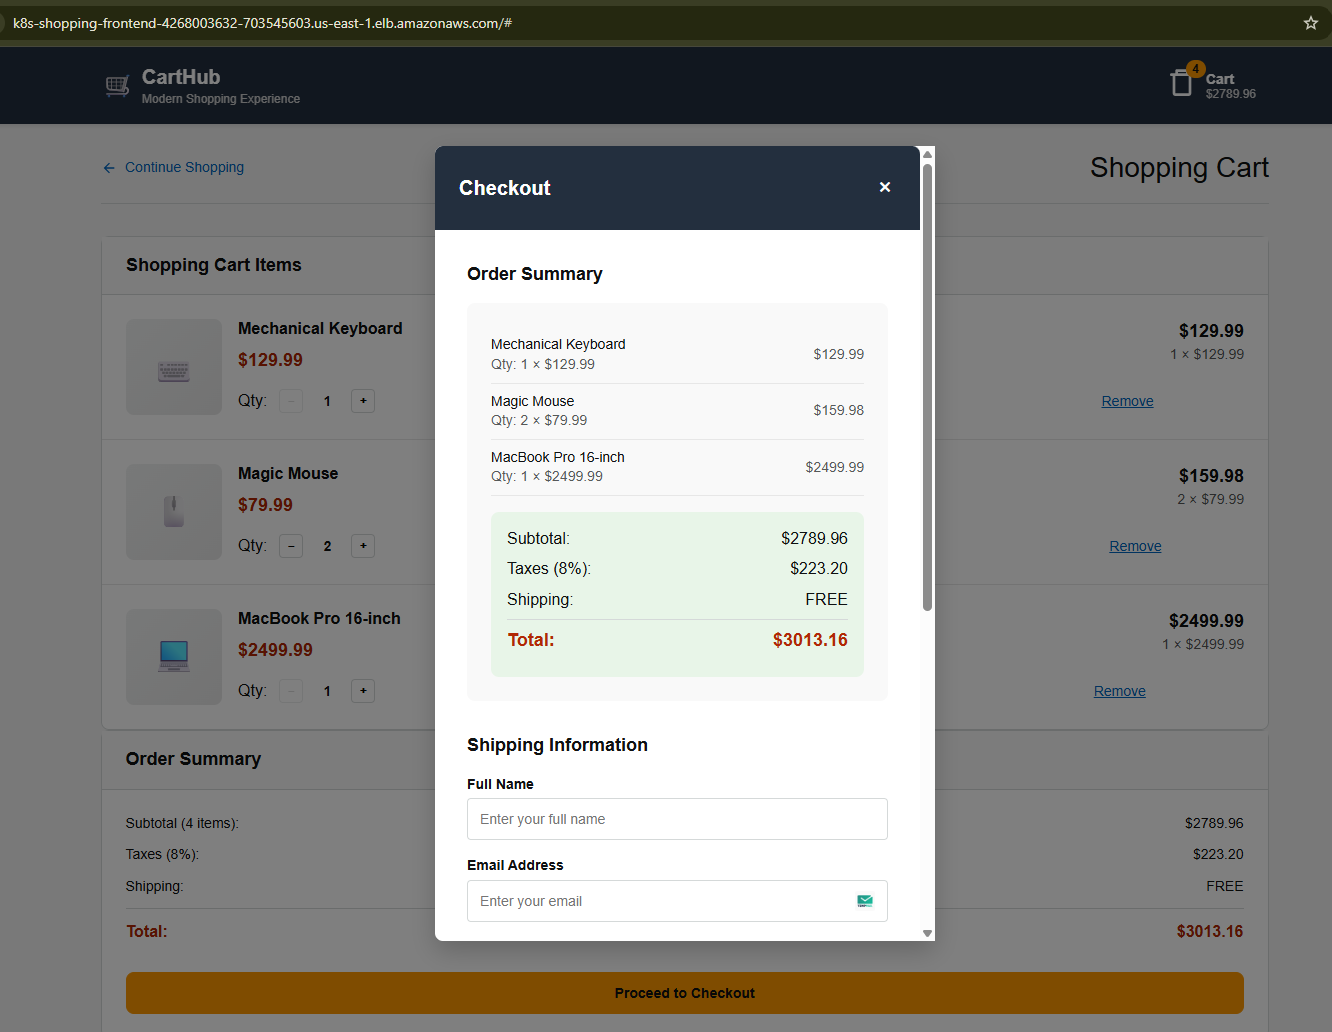 k8s-shopping-frontend-4268003632-703545603.us-east-1.elb.amazonaws.com/#
CartHub
Modern Shopping Experience
4
Cart
$2789.96
Continue Shopping
Shopping Cart
Shopping Cart Items
Mechanical Keyboard
$129.99
Qty: − 1 +
$129.99
1 × $129.99
Remove
Magic Mouse
$79.99
Qty: − 2 +
$159.98
2 × $79.99
Remove
MacBook Pro 16-inch
$2499.99
Qty: − 1 +
$2499.99
1 × $2499.99
Remove
Order Summary
Subtotal (4 items): $2789.96
Taxes (8%): $223.20
Shipping: FREE
Total: $3013.16
Proceed to Checkout
Checkout ×
Order Summary
Mechanical Keyboard
Qty: 1 × $129.99
$129.99
Magic Mouse
Qty: 2 × $79.99
$159.98
MacBook Pro 16-inch
Qty: 1 × $2499.99
$2499.99
Subtotal: $2789.96
Taxes (8%): $223.20
Shipping: FREE
Total: $3013.16
Shipping Information
Full Name
Enter your full name
Email Address
Enter your email